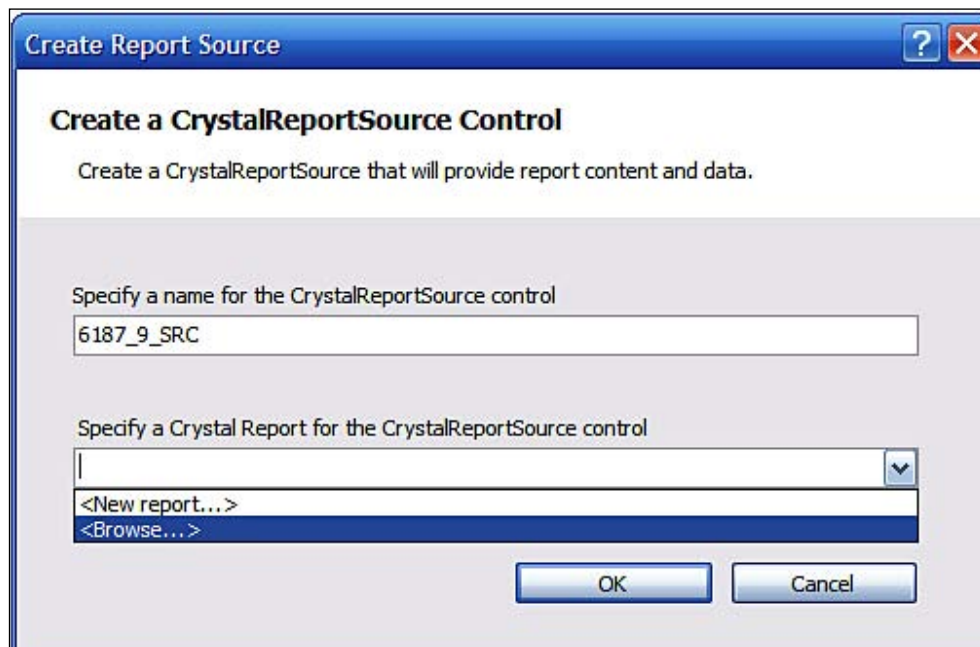 Create Report Source
Create a CrystalReportSource Control
Create a CrystalReportSource that will provide report content and data.
Specify a name for the CrystalReportSource control
6187_9_SRC
Specify a Crystal Report for the CrystalReportSource control
<New report...>
<Browse...>
OK
Cancel